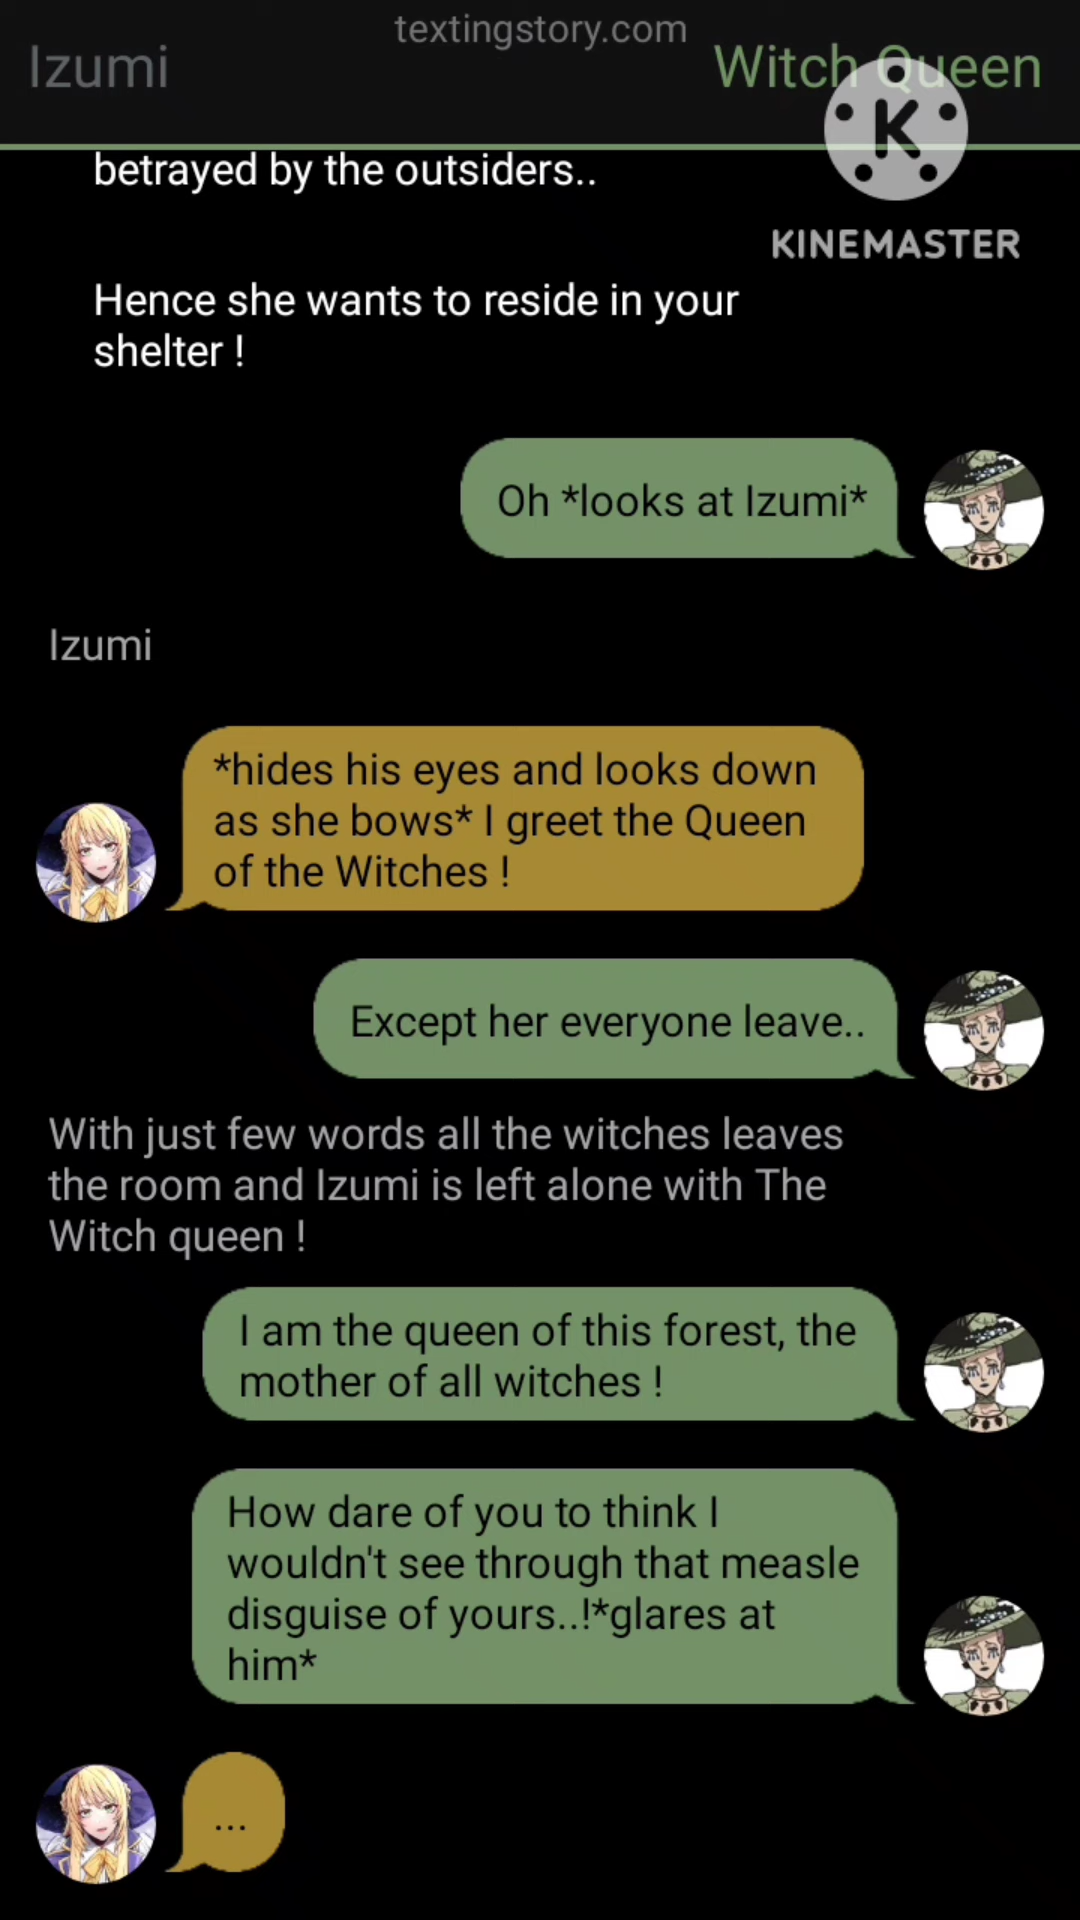 textingstory.com
Izumi
Witch Queen
K
KINEMASTER
betrayed by the outsiders..
Hence she wants to reside in your
shelter !
Oh *looks at Izumi*
Izumi
*hides his eyes and looks down
as she bows* I greet the Queen
of the Witches !
Except her everyone leave..
With just few words all the witches leaves
the room and Izumi is left alone with The
Witch queen !
I am the queen of this forest, the
mother of all witches !
How dare of you to think I
wouldn't see through that measle
disguise of yours..!*glares at
him*
...